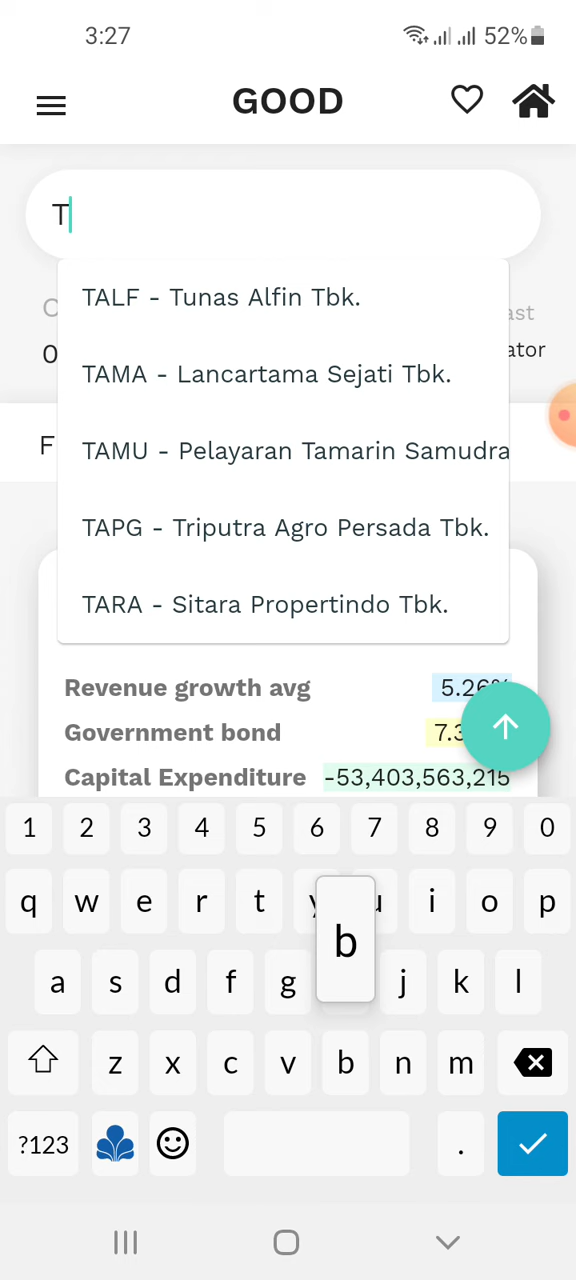 3:27 52%
GOOD
T
TALF - Tunas Alfin Tbk.
TAMA - Lancartama Sejati Tbk.
TAMU - Pelayaran Tamarin Samudra
TAPG - Triputra Agro Persada Tbk.
TARA - Sitara Propertindo Tbk.
Revenue growth avg
Government bond
Capital Expenditure -53,403,563,215
1 2 3 4 5 6 7 8 9 0
q w e r t y u i o p
b
a s d f g j k l
z x c v b n m
?123 .